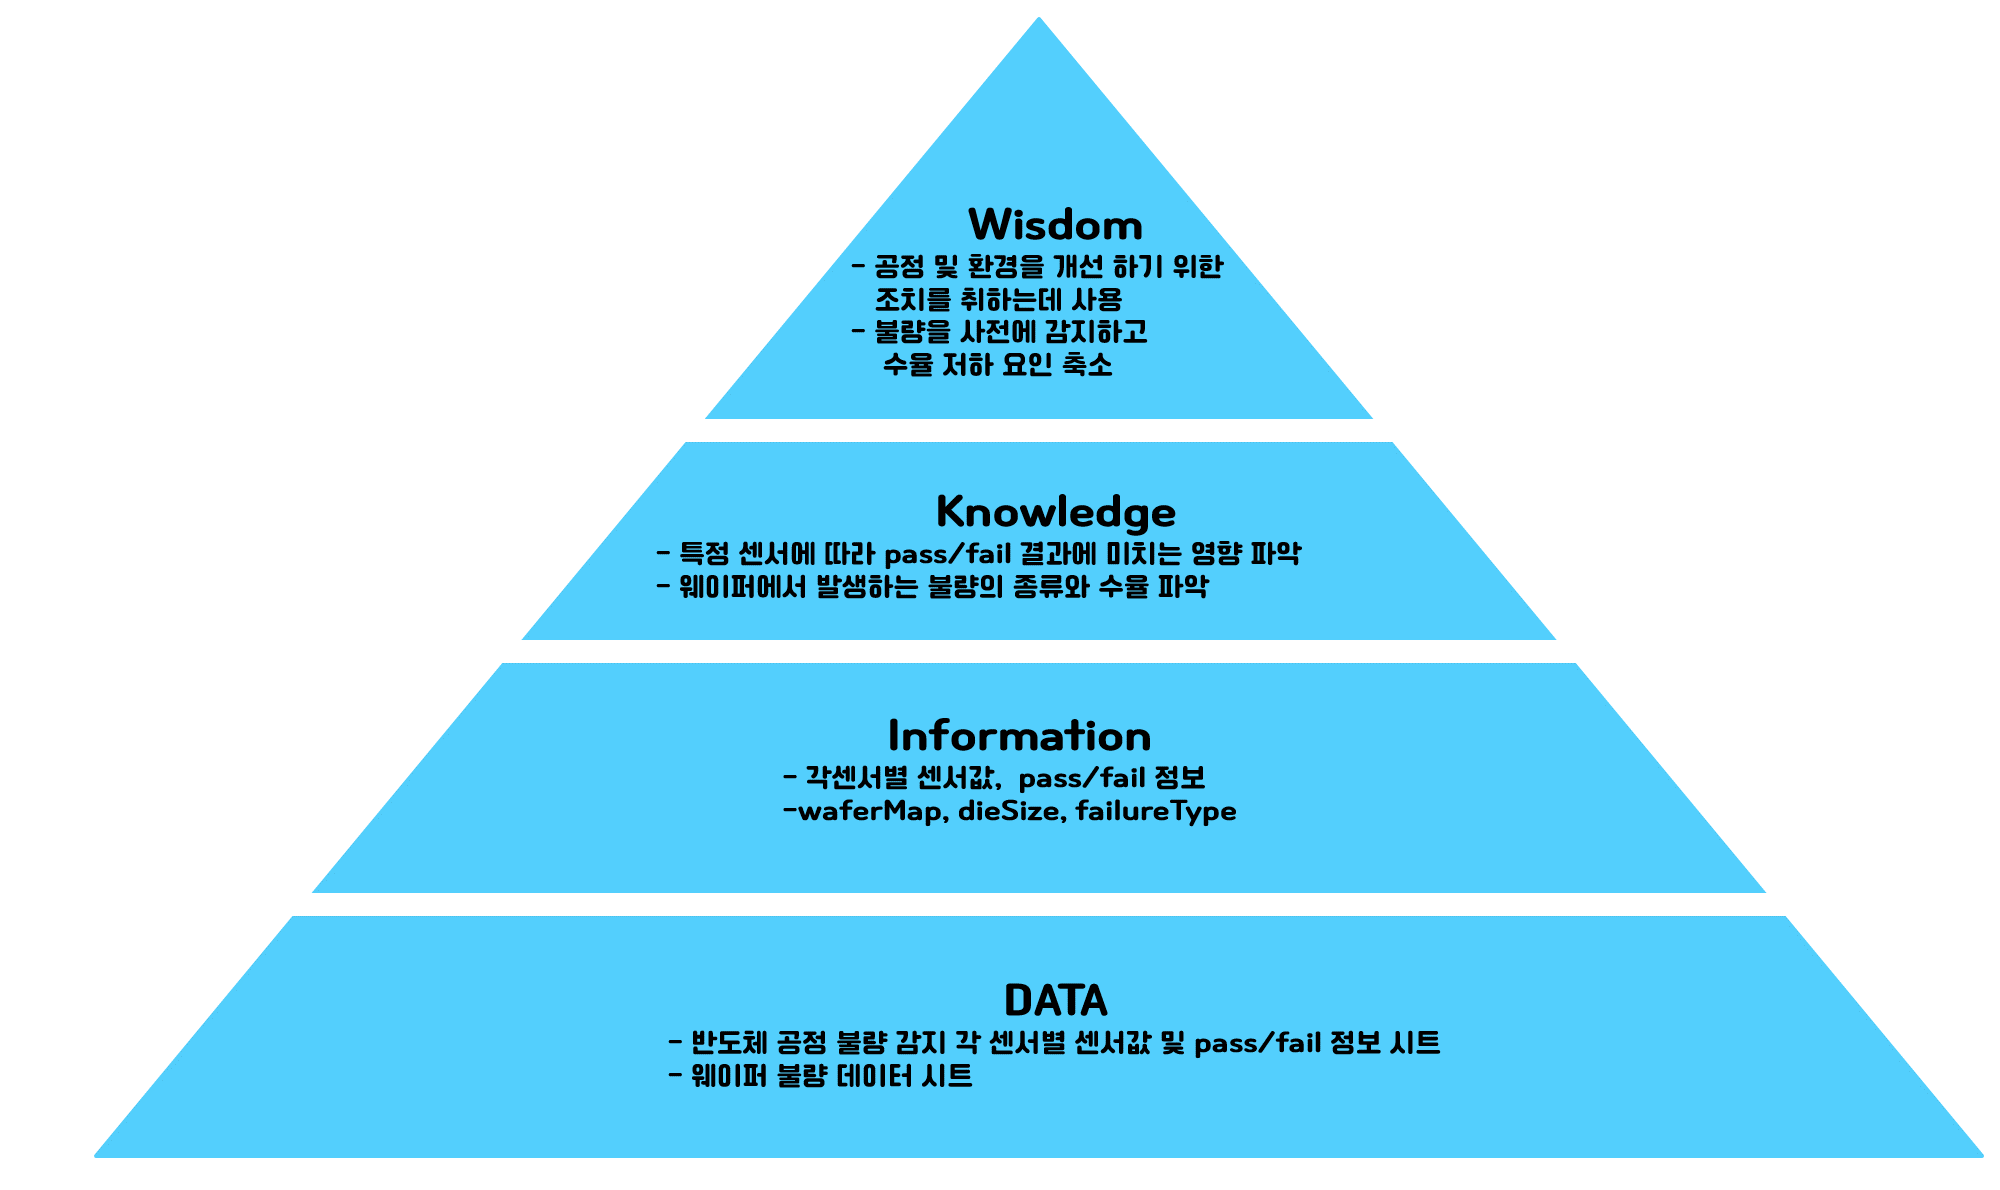 Wisdom
- 공정 및 환경을 개선 하기 위한
조치를 취하는데 사용
- 불량을 사전에 감지하고
수율 저하 요인 축소
Knowledge
- 특정 센서에 따라 pass/fail 결과에 미치는 영향 파악
- 웨이퍼에서 발생하는 불량의 종류와 수율 파악
Information
- 각센서별 센서값, pass/fail 정보
-waferMap, dieSize, failureType
DATA
- 반도체 공정 불량 감지 각 센서별 센서값 및 pass/fail 정보 시트
- 웨이퍼 불량 데이터 시트